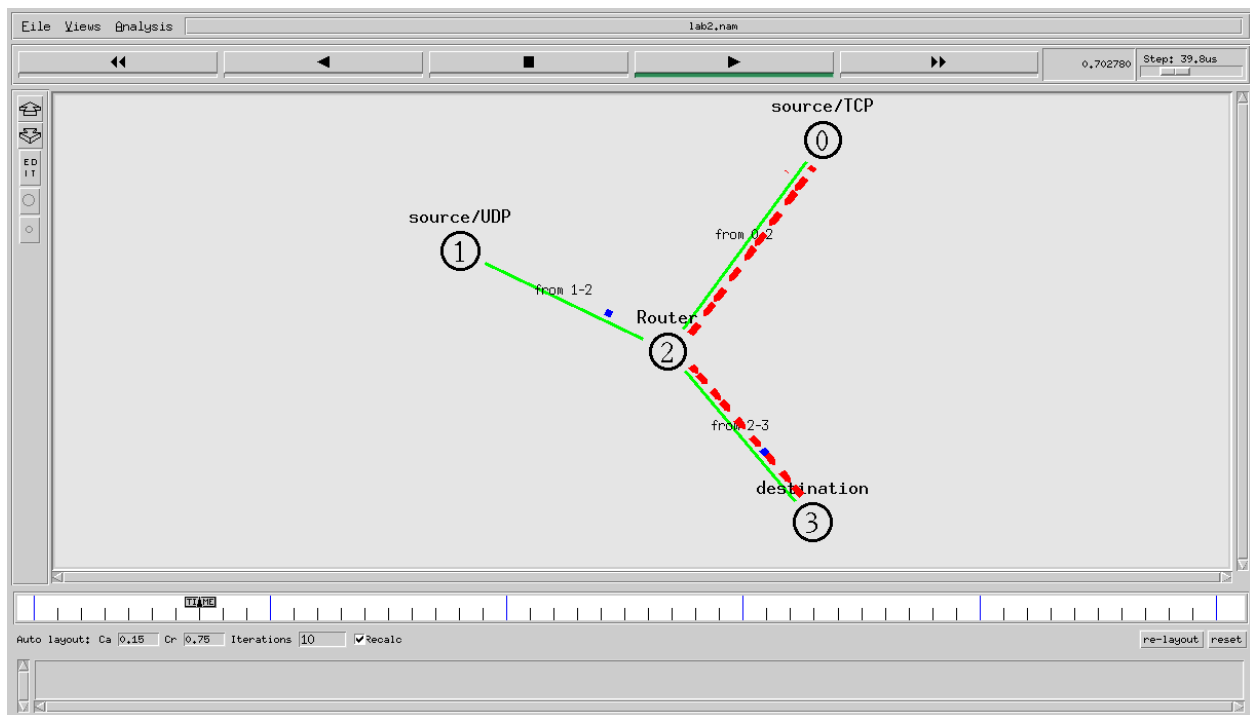 File Views Analysis lab2.nam
0.702780 Step: 39.8us
source/TCP
0
ED
IT
source/UDP
1
from 0-2
from 1-2
Router
2
from 2-3
destination
3
TIME
Auto layout: Ca 0.15 Cr 0.75 Iterations 10 Recalc re-layout reset